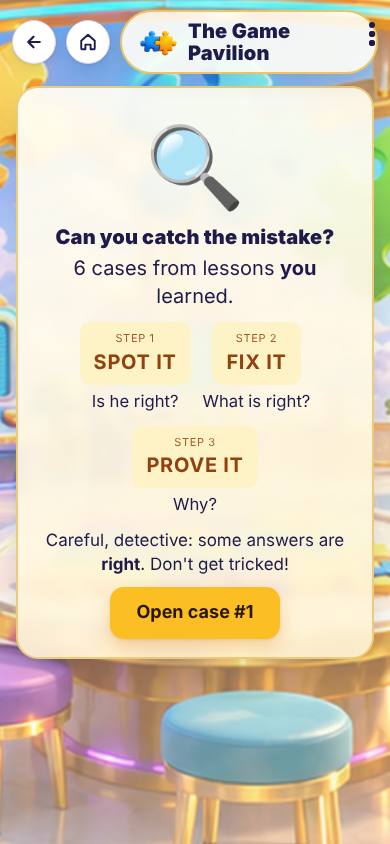 The Game
Pavilion
Can you catch the mistake?
6 cases from lessons you
learned.
STEP 1
SPOT IT
Is he right?
STEP 2
FIX IT
What is right?
STEP 3
PROVE IT
Why?
Careful, detective: some answers are
right. Don't get tricked!
Open case #1